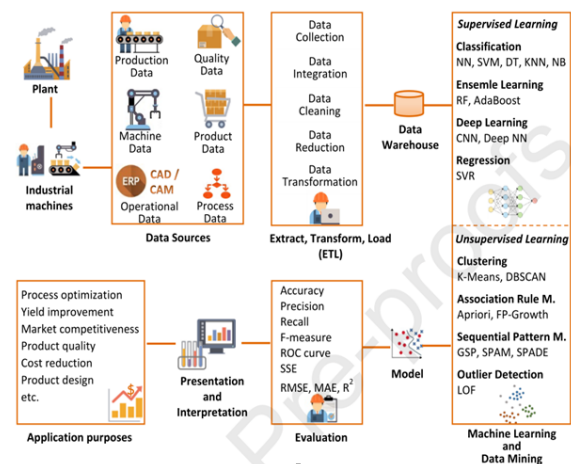 Plant
Industrial
machines
Production
Data
Quality
Data
Machine
Data
Product
Data
ERP
CAD /
CAM
Operational
Data
Process
Data
Data Sources
Data
Collection
Data
Integration
Data
Cleaning
Data
Reduction
Data
Transformation
Extract, Transform, Load
(ETL)
Data
Warehouse
Supervised Learning
Classification
NN, SVM, DT, KNN, NB
Ensemle Learning
RF, AdaBoost
Deep Learning
CNN, Deep NN
Regression
SVR
Unsupervised Learning
Clustering
K-Means, DBSCAN
Association Rule M.
Apriori, FP-Growth
Sequential Pattern M.
GSP, SPAM, SPADE
Outlier Detection
LOF
Machine Learning
and
Data Mining
Model
Accuracy
Precision
Recall
F-measure
ROC curve
SSE
RMSE, MAE, R²
Evaluation
Presentation
and
Interpretation
Process optimization
Yield improvement
Market competitiveness
Product quality
Cost reduction
Product design
etc.
$
Application purposes
Pre-proofs